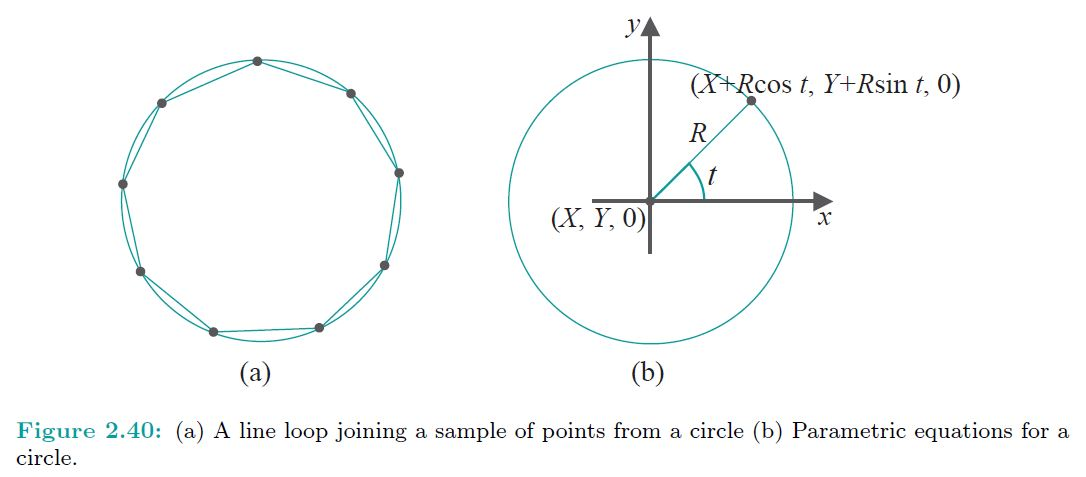 y
(X+Rcos t, Y+Rsin t, 0)
R
t
(X, Y, 0)
x
(a)
(b)
Figure 2.40: (a) A line loop joining a sample of points from a circle (b) Parametric equations for a
circle.